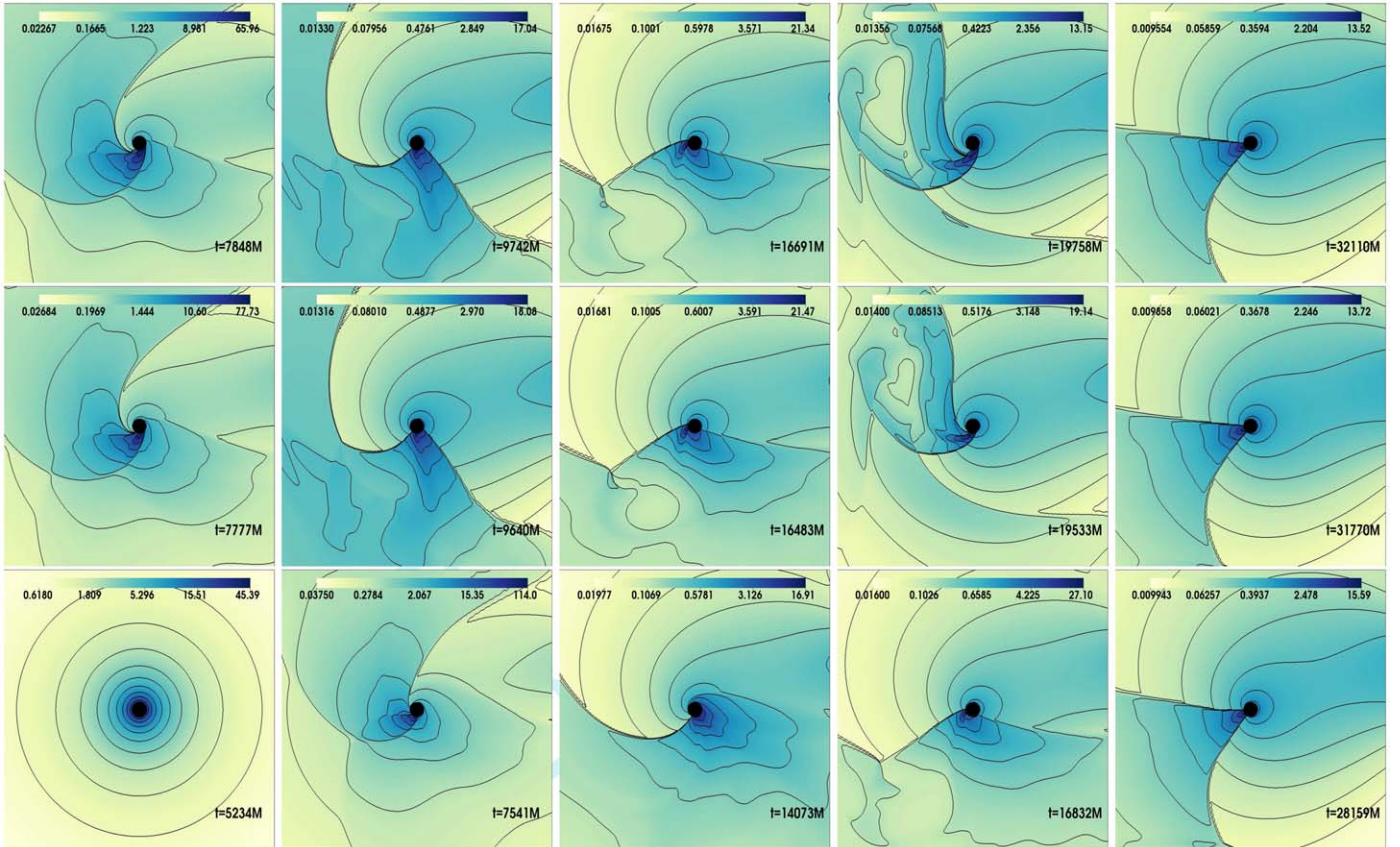 0.02267 0.1665 1.223 8.981 65.96
t=7848M
0.01330 0.07956 0.4761 2.849 17.04
t=9742M
0.01675 0.1001 0.5978 3.571 21.34
t=16691M
0.01356 0.07568 0.4223 2.356 13.15
t=19758M
0.009554 0.05859 0.3594 2.204 13.52
t=32110M
0.02684 0.1969 1.444 10.60 77.73
t=7777M
0.01316 0.08010 0.4877 2.970 18.08
t=9640M
0.01681 0.1005 0.6007 3.591 21.47
t=16483M
0.01400 0.08513 0.5176 3.148 19.14
t=19533M
0.009858 0.06021 0.3678 2.246 13.72
t=31770M
0.6180 1.809 5.296 15.51 45.39
t=5234M
0.03750 0.2784 2.067 15.35 114.0
t=7541M
0.01977 0.1069 0.5781 3.126 16.91
t=14073M
0.01600 0.1026 0.6585 4.225 27.10
t=16832M
0.009943 0.06257 0.3937 2.478 15.59
t=28159M